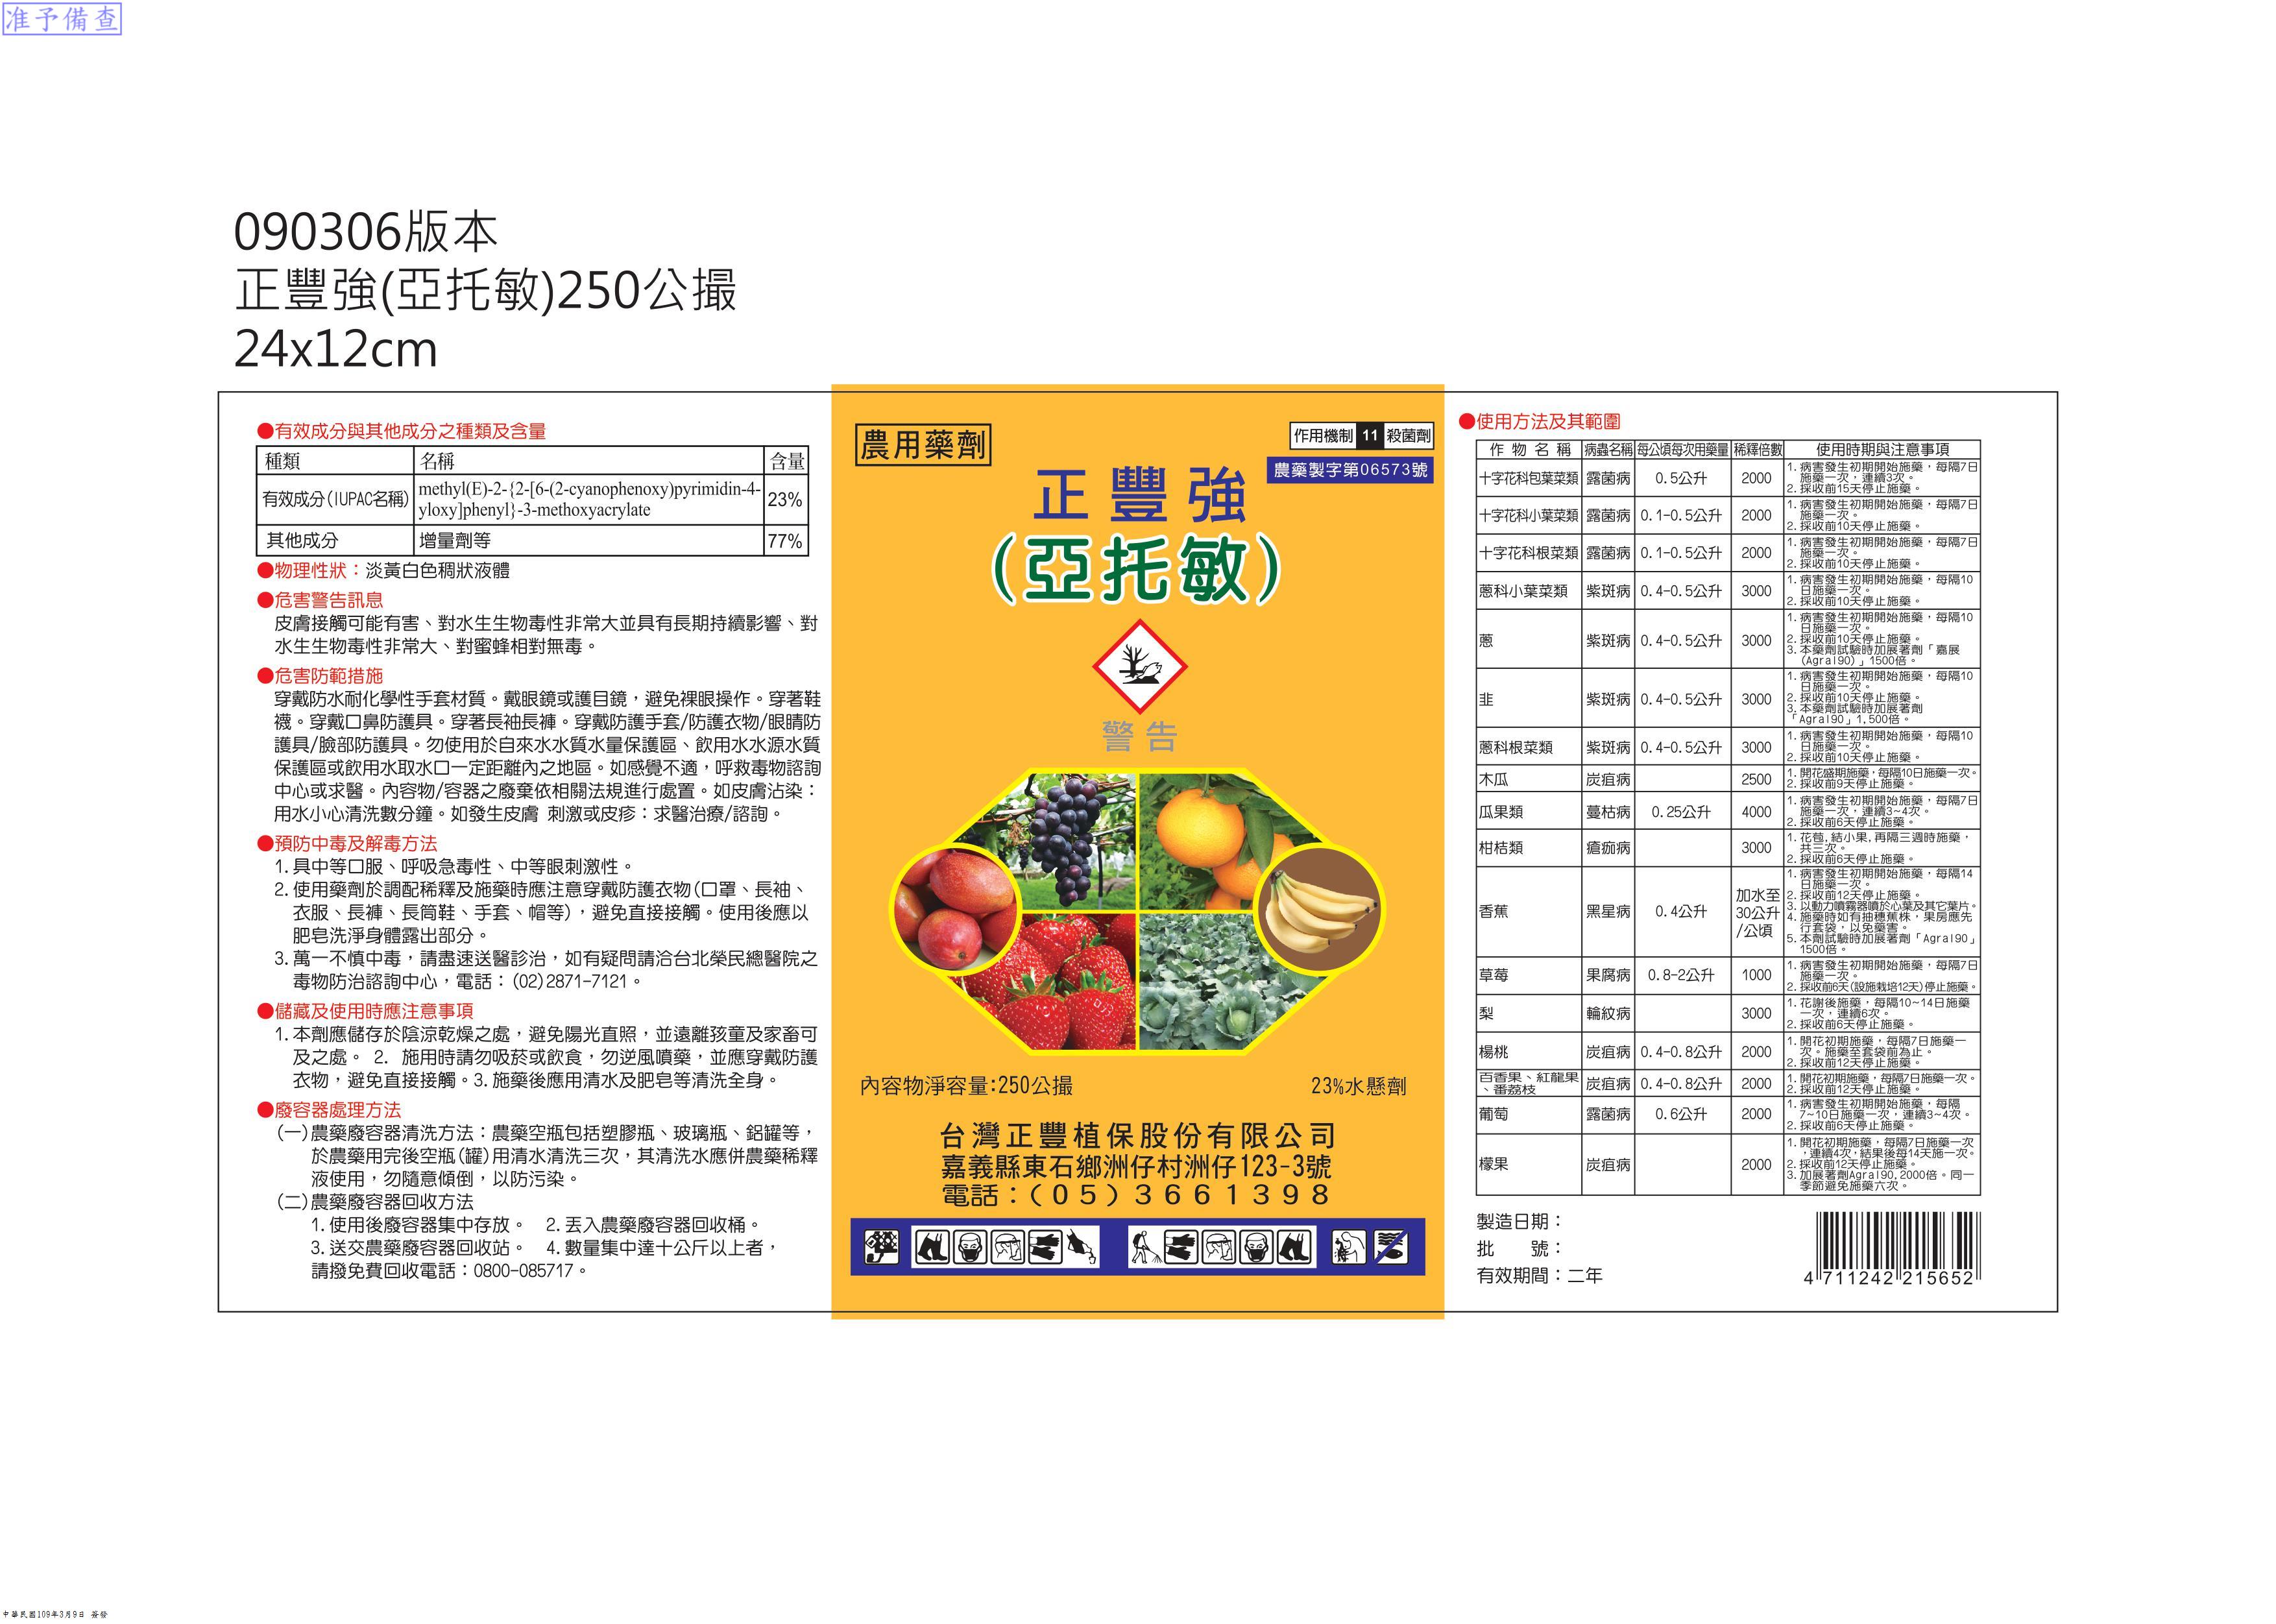 准予備查
090306版本
正豐強(亞托敏)250公撮
24x12cm
●有效成分與其他成分之種類及含量
種類 名稱 含量
有效成分(IUPAC名稱) methyl(E)-2-{2-[6-(2-cyanophenoxy)pyrimidin-4-
yloxy]phenyl}-3-methoxyacrylate 23%
其他成分 增量劑等 77%
●物理性狀：淡黃白色稠狀液體
●危害警告訊息
皮膚接觸可能有害、對水生生物毒性非常大並具有長期持續影響、對
水生生物毒性非常大、對蜜蜂相對無毒。
●危害防範措施
穿戴防水耐化學性手套材質。戴眼鏡或護目鏡，避免裸眼操作。穿著鞋
襪。穿戴口鼻防護具。穿著長袖長褲。穿戴防護手套/防護衣物/眼睛防
護具/臉部防護具。勿使用於自來水水質水量保護區、飲用水水源水質
保護區或飲用水取水口一定距離內之地區。如感覺不適，呼救毒物諮詢
中心或求醫。內容物/容器之廢棄依相關法規進行處置。如皮膚沾染：
用水小心清洗數分鐘。如發生皮膚 刺激或皮疹：求醫治療/諮詢。
●預防中毒及解毒方法
1.具中等口服、呼吸急毒性、中等眼刺激性。
2.使用藥劑於調配稀釋及施藥時應注意穿戴防護衣物(口罩、長袖、
衣服、長褲、長筒鞋、手套、帽等)，避免直接接觸。使用後應以
肥皂洗淨身體露出部分。
3.萬一不慎中毒，請盡速送醫診治，如有疑問請洽台北榮民總醫院之
毒物防治諮詢中心，電話：(02)2871-7121。
●儲藏及使用時應注意事項
1.本劑應儲存於陰涼乾燥之處，避免陽光直照，並遠離孩童及家畜可
及之處。 2. 施用時請勿吸菸或飲食，勿逆風噴藥，並應穿戴防護
衣物，避免直接接觸。3.施藥後應用清水及肥皂等清洗全身。
●廢容器處理方法
(一)農藥廢容器清洗方法：農藥空瓶包括塑膠瓶、玻璃瓶、鋁罐等，
於農藥用完後空瓶(罐)用清水清洗三次，其清洗水應併農藥稀釋
液使用，勿隨意傾倒，以防污染。
(二)農藥廢容器回收方法
1.使用後廢容器集中存放。 2.丟入農藥廢容器回收桶。
3.送交農藥廢容器回收站。 4.數量集中達十公斤以上者，
請撥免費回收電話：0800-085717。
農用藥劑
作用機制 11 殺菌劑
農藥製字第06573號
正豐強
(亞托敏)
警告
內容物淨容量:250公撮 23%水懸劑
台灣正豐植保股份有限公司
嘉義縣東石鄉洲仔村洲仔123-3號
電話：(05)3661398
●使用方法及其範圍
作物名稱 病蟲名稱 每公頃每次用藥量 稀釋倍數 使用時期與注意事項
十字花科包葉菜類 露菌病 0.5公升 2000 1.病害發生初期開始施藥，每隔7日
施藥一次，連續3次。
2.採收前15天停止施藥。
十字花科小葉菜類 露菌病 0.1-0.5公升 2000 1.病害發生初期開始施藥，每隔7日
施藥一次。
2.採收前10天停止施藥。
十字花科根菜類 露菌病 0.1-0.5公升 2000 1.病害發生初期開始施藥，每隔7日
施藥一次。
2.採收前10天停止施藥。
蔥科小葉菜類 紫斑病 0.4-0.5公升 3000 1.病害發生初期開始施藥，每隔10
日施藥一次。
2.採收前10天停止施藥。
蔥 紫斑病 0.4-0.5公升 3000 1.病害發生初期開始施藥，每隔10
日施藥一次。
2.採收前10天停止施藥。
3.本藥劑試驗時加展著劑「嘉展
(Agral90)」1500倍。
韭 紫斑病 0.4-0.5公升 3000 1.病害發生初期開始施藥，每隔10
日施藥一次。
2.採收前10天停止施藥。
3.本藥劑試驗時加展著劑
「Agral90」1,500倍。
蔥科根菜類 紫斑病 0.4-0.5公升 3000 1.病害發生初期開始施藥，每隔10
日施藥一次。
2.採收前10天停止施藥。
木瓜 炭疽病 2500 1.開花盛期施藥，每隔10日施藥一次。
2.採收前9天停止施藥。
瓜果類 蔓枯病 0.25公升 4000 1.病害發生初期開始施藥，每隔7日
施藥一次，連續3~4次。
2.採收前6天停止施藥。
柑桔類 瘡痂病 3000 1.花苞,結小果,再隔三週時施藥，
共三次。
2.採收前6天停止施藥。
香蕉 黑星病 0.4公升 加水至30公升/公頃 1.病害發生初期開始施藥，每隔14
日施藥一次。
2.採收前12天停止施藥。
3.以動力噴霧器噴於心葉及其它葉片。
4.施藥時如有抽穗蕉株，果房應先
行套袋，以免藥害。
5.本劑試驗時加展著劑「Agral90」
1500倍。
草莓 果腐病 0.8-2公升 1000 1.病害發生初期開始施藥，每隔7日
施藥一次。
2.採收前6天(設施栽培12天)停止施藥。
梨 輪紋病 3000 1.花謝後施藥，每隔10~14日施藥
一次，連續6次。
2.採收前6天停止施藥。
楊桃 炭疽病 0.4-0.8公升 2000 1.開花初期施藥，每隔7日施藥一
次。施藥至套袋前為止。
2.採收前12天停止施藥。
百香果、紅龍果、番荔枝 炭疽病 0.4-0.8公升 2000 1.開花初期施藥，每隔7日施藥一次。
2.採收前12天停止施藥。
葡萄 露菌病 0.6公升 2000 1.病害發生初期開始施藥，每隔
7~10日施藥一次，連續3~4次。
2.採收前6天停止施藥。
檬果 炭疽病 2000 1.開花初期施藥，每隔7日施藥一次
，連續4次,結果後每14天施一次。
2.採收前12天停止施藥。
3.加展著劑Agral90,2000倍。同一
季節避免施藥六次。
製造日期：
批 號：
有效期間：二年
4 711242 215652
中華民國109年3月9日 簽發